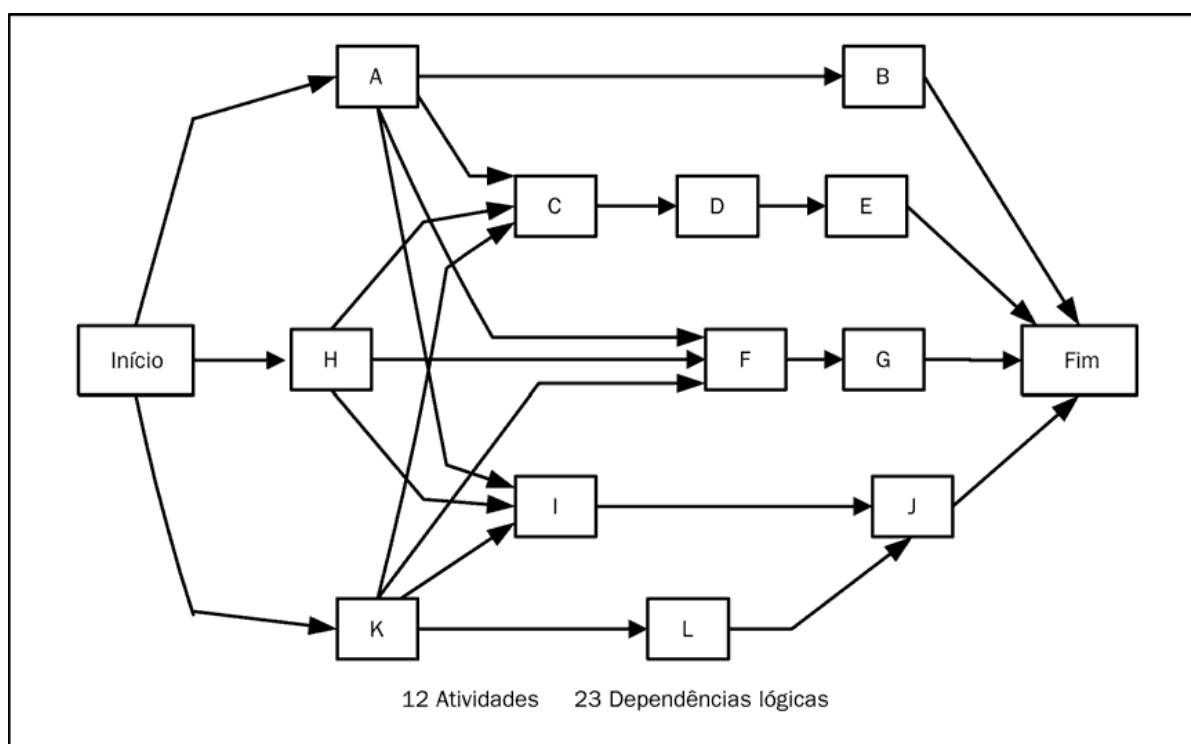 A
B
C
D
E
Início
H
F
G
Fim
I
J
K
L
12 Atividades 23 Dependências lógicas